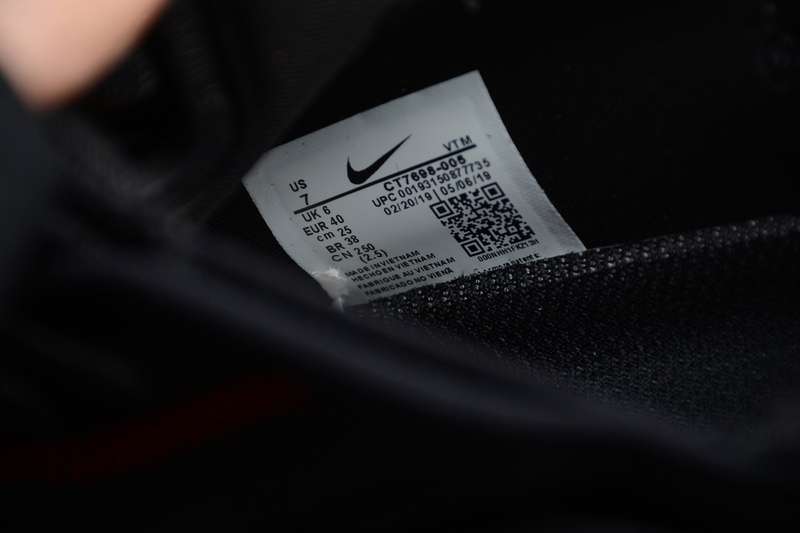 VTM
US
7
UK 6
EUR 40
cm 25
BR 38
CN 250
(2.5)
CT7698-005
UPC 00193150877735
02/20/19 | 05/06/19
MADE IN VIETNAM
HECHO EN VIETNAM
FABRIQUE AU VIETNAM
FABRICADO NO VIENÃ